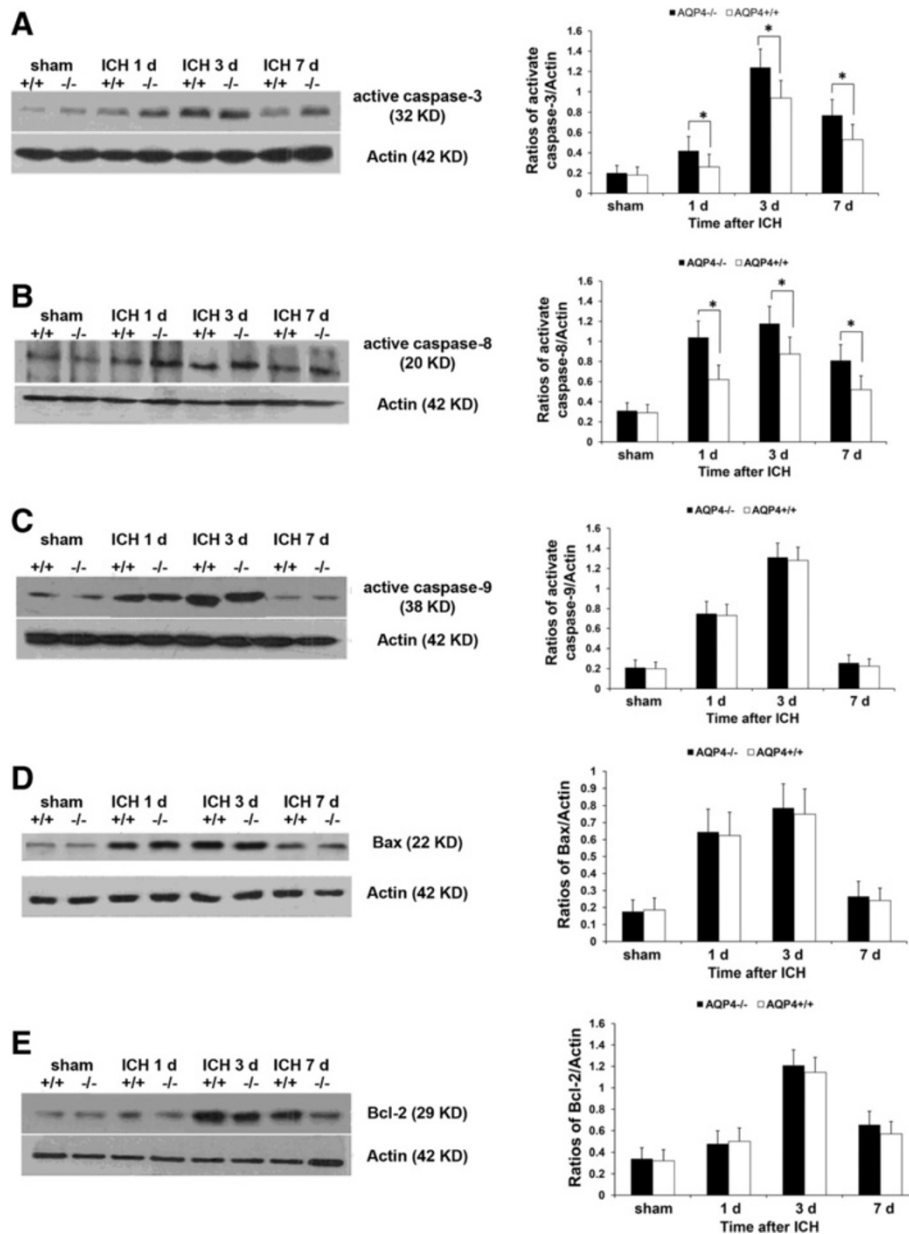 A
sham ICH 1 d ICH 3 d ICH 7 d
+/+ -/- +/+ -/- +/+ -/- +/+ -/-
active caspase-3
(32 KD)
Actin (42 KD)
AQP4-/- AQP4+/+
Ratios of activate
caspase-3/Actin
1.6
1.4
1.2
1
0.8
0.6
0.4
0.2
0
* * *
sham 1 d 3 d 7 d
Time after ICH
B
sham ICH 1 d ICH 3 d ICH 7 d
+/+ -/- +/+ -/- +/+ -/- +/+ -/-
active caspase-8
(20 KD)
Actin (42 KD)
AQP4-/- AQP4+/+
Ratios of activate
caspase-8/Actin
1.6
1.4
1.2
1
0.8
0.6
0.4
0.2
0
* * *
sham 1 d 3 d 7 d
Time after ICH
C
sham ICH 1 d ICH 3 d ICH 7 d
+/+ -/- +/+ -/- +/+ -/- +/+ -/-
active caspase-9
(38 KD)
Actin (42 KD)
AQP4-/- AQP4+/+
Ratios of activate
caspase-9/Actin
1.6
1.4
1.2
1
0.8
0.6
0.4
0.2
0
sham 1 d 3 d 7 d
Time after ICH
D
sham ICH 1 d ICH 3 d ICH 7 d
+/+ -/- +/+ -/- +/+ -/- +/+ -/-
Bax (22 KD)
Actin (42 KD)
AQP4-/- AQP4+/+
Ratios of Bax/Actin
1
0.9
0.8
0.7
0.6
0.5
0.4
0.3
0.2
0.1
0
sham 1 d 3 d 7 d
Time after ICH
E
sham ICH 1 d ICH 3 d ICH 7 d
+/+ -/- +/+ -/- +/+ -/- +/+ -/-
Bcl-2 (29 KD)
Actin (42 KD)
AQP4-/- AQP4+/+
Ratios of Bcl-2/Actin
1.6
1.4
1.2
1
0.8
0.6
0.4
0.2
0
sham 1 d 3 d 7 d
Time after ICH